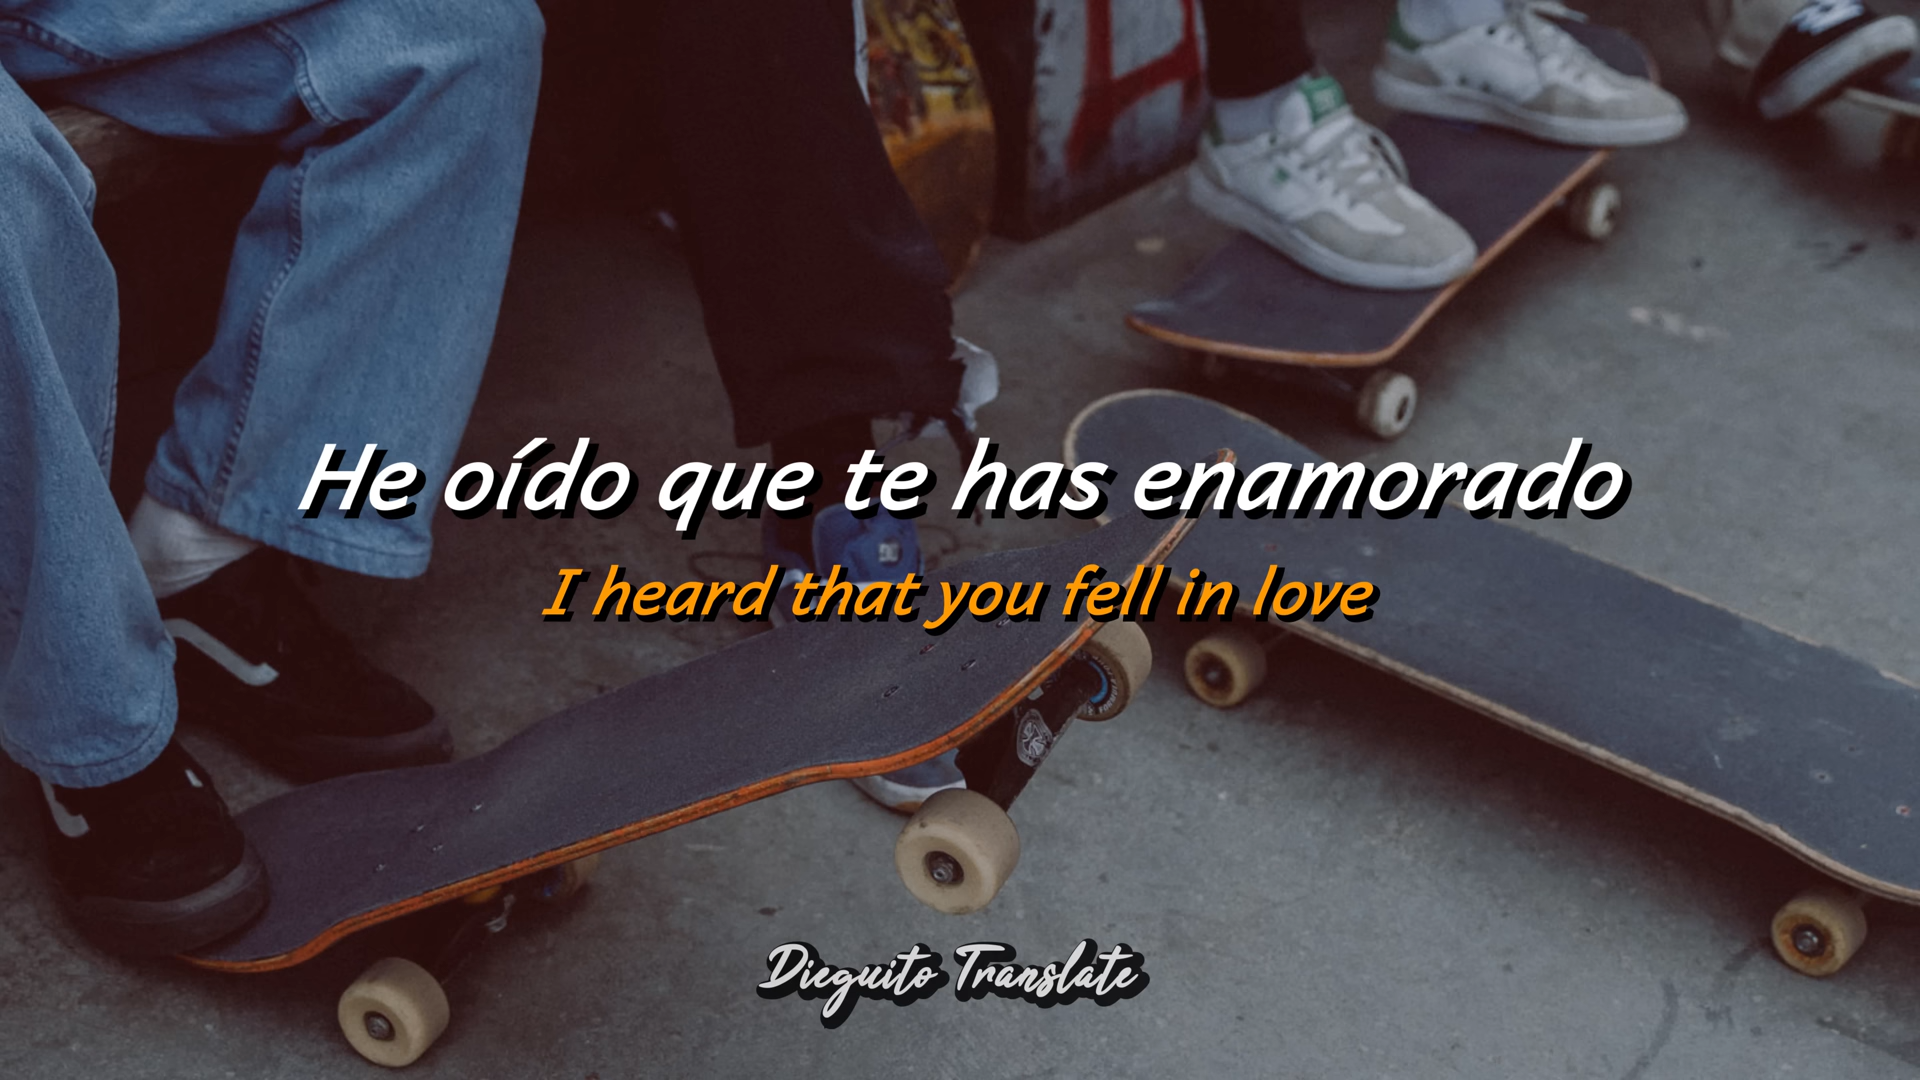 He oído que te has enamorado
I heard that you fell in love
Dieguito Translate